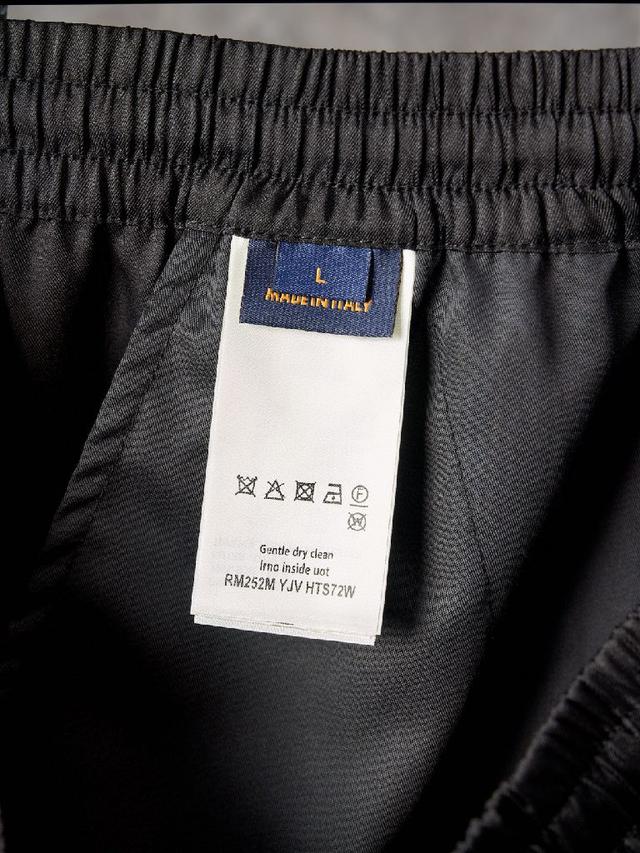 L
MADE IN ITALY
Gentle dry clean
Irno inside uot
RM252M YJV HTS72W